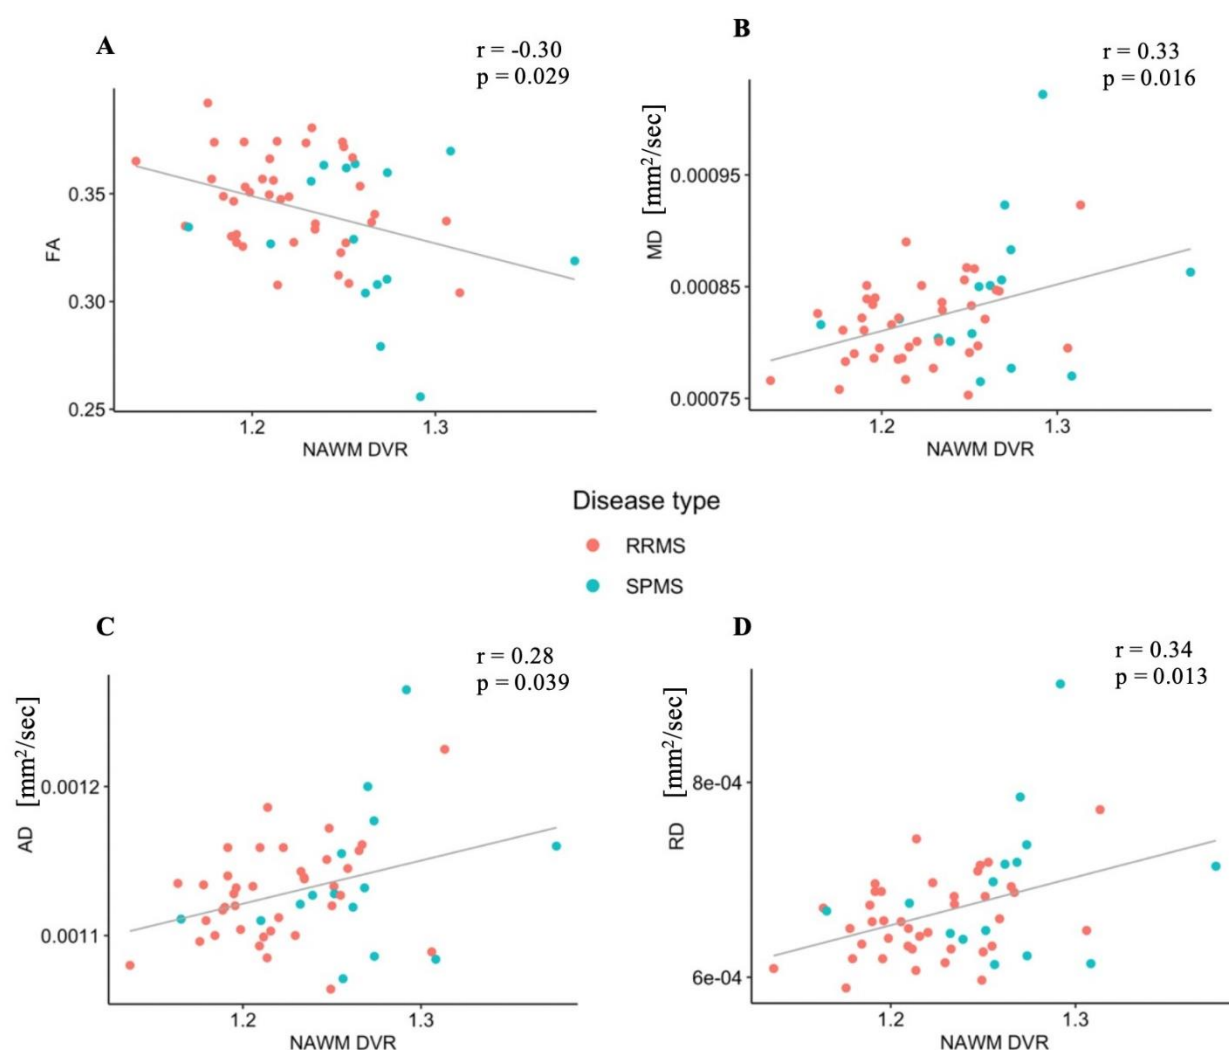 A
r = -0.30
p = 0.029
FA
0.35
0.30
0.25
1.2
1.3
NAWM DVR
B
r = 0.33
p = 0.016
MD [mm²/sec]
0.00095
0.00085
0.00075
1.2
1.3
NAWM DVR
Disease type
RRMS
SPMS
C
r = 0.28
p = 0.039
AD [mm²/sec]
0.0012
0.0011
1.2
1.3
NAWM DVR
D
r = 0.34
p = 0.013
RD [mm²/sec]
8e-04
6e-04
1.2
1.3
NAWM DVR